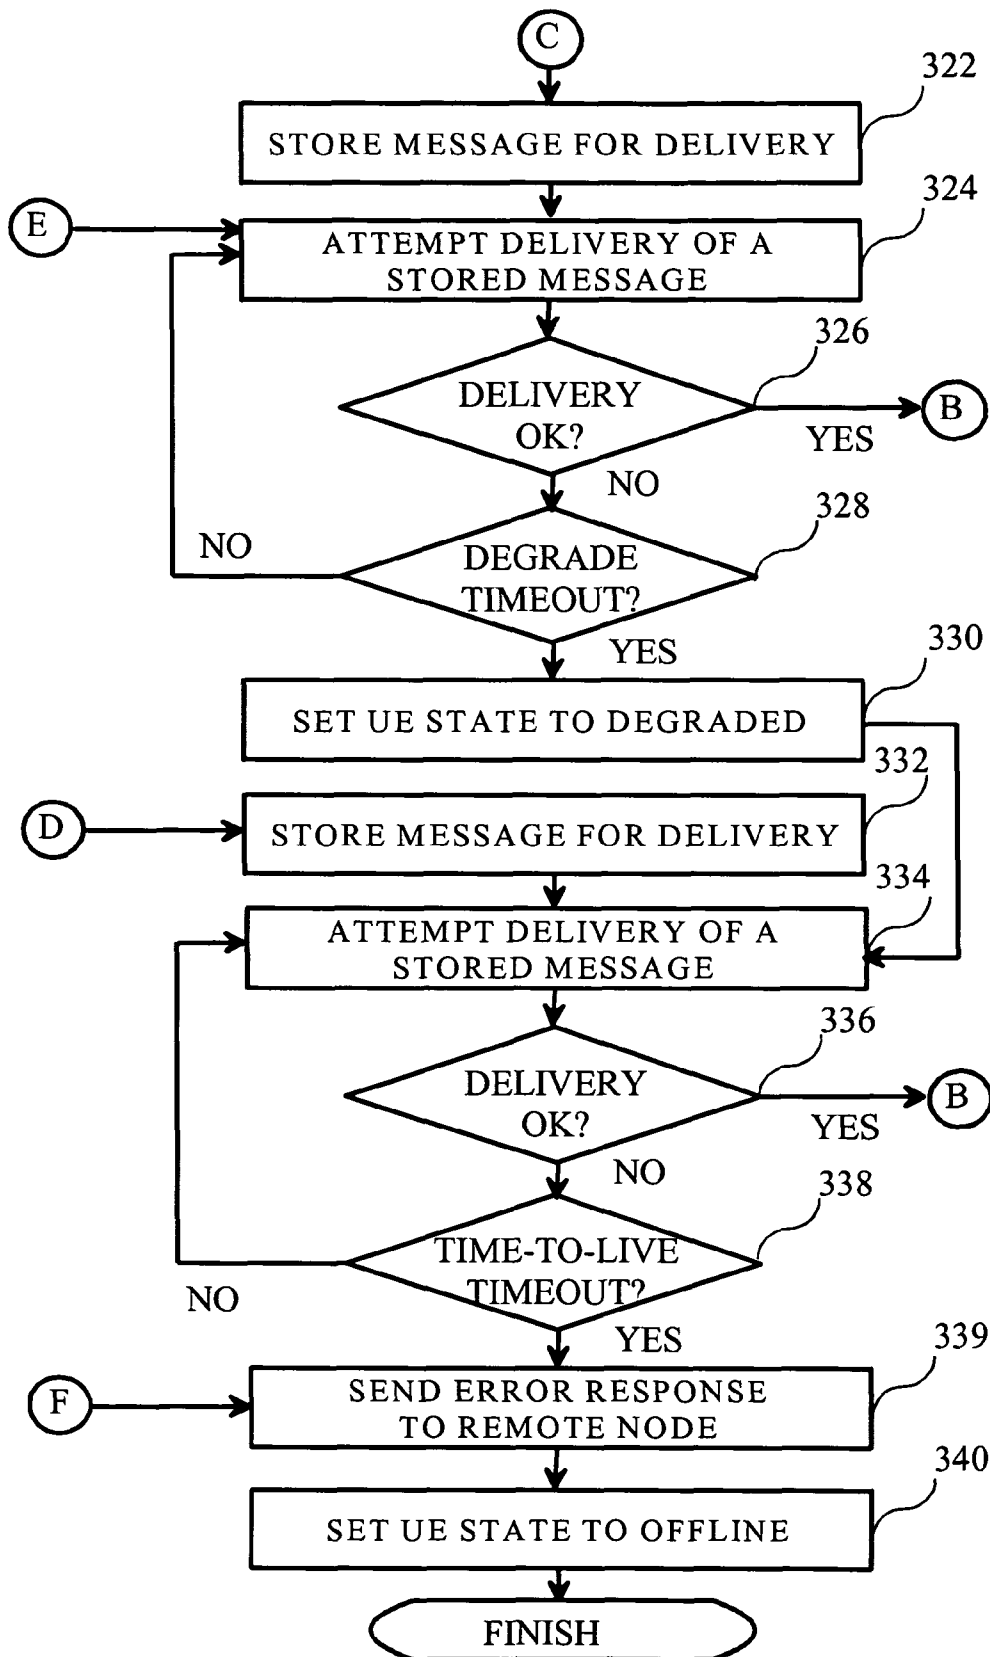 C
322
STORE MESSAGE FOR DELIVERY
324
E
ATTEMPT DELIVERY OF A
STORED MESSAGE
326
DELIVERY
OK?
B
YES
NO
328
NO
DEGRADE
TIMEOUT?
YES
330
SET UE STATE TO DEGRADED
332
D
STORE MESSAGE FOR DELIVERY
334
ATTEMPT DELIVERY OF A
STORED MESSAGE
336
DELIVERY
OK?
B
YES
NO
338
TIME-TO-LIVE
TIMEOUT?
NO
YES
339
F
SEND ERROR RESPONSE
TO REMOTE NODE
340
SET UE STATE TO OFFLINE
FINISH